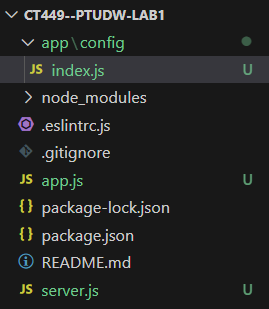 CT449--PTUDW-LAB1
app\config
JS index.js U
node_modules
.eslintrc.js
.gitignore
JS app.js U
{} package-lock.json
{} package.json
README.md
JS server.js U